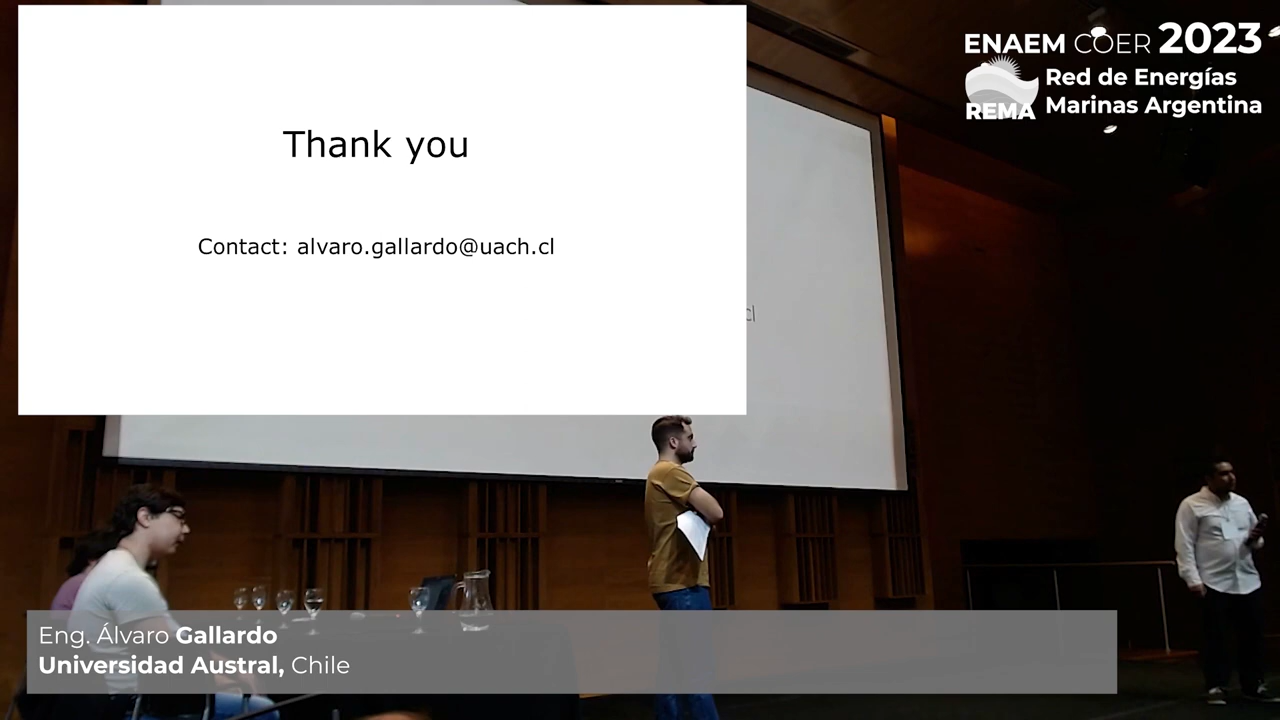 Thank you
Contact: alvaro.gallardo@uach.cl
cl
ENAEM COER 2023
REMA
Red de Energías
Marinas Argentina
Eng. Álvaro Gallardo
Universidad Austral, Chile